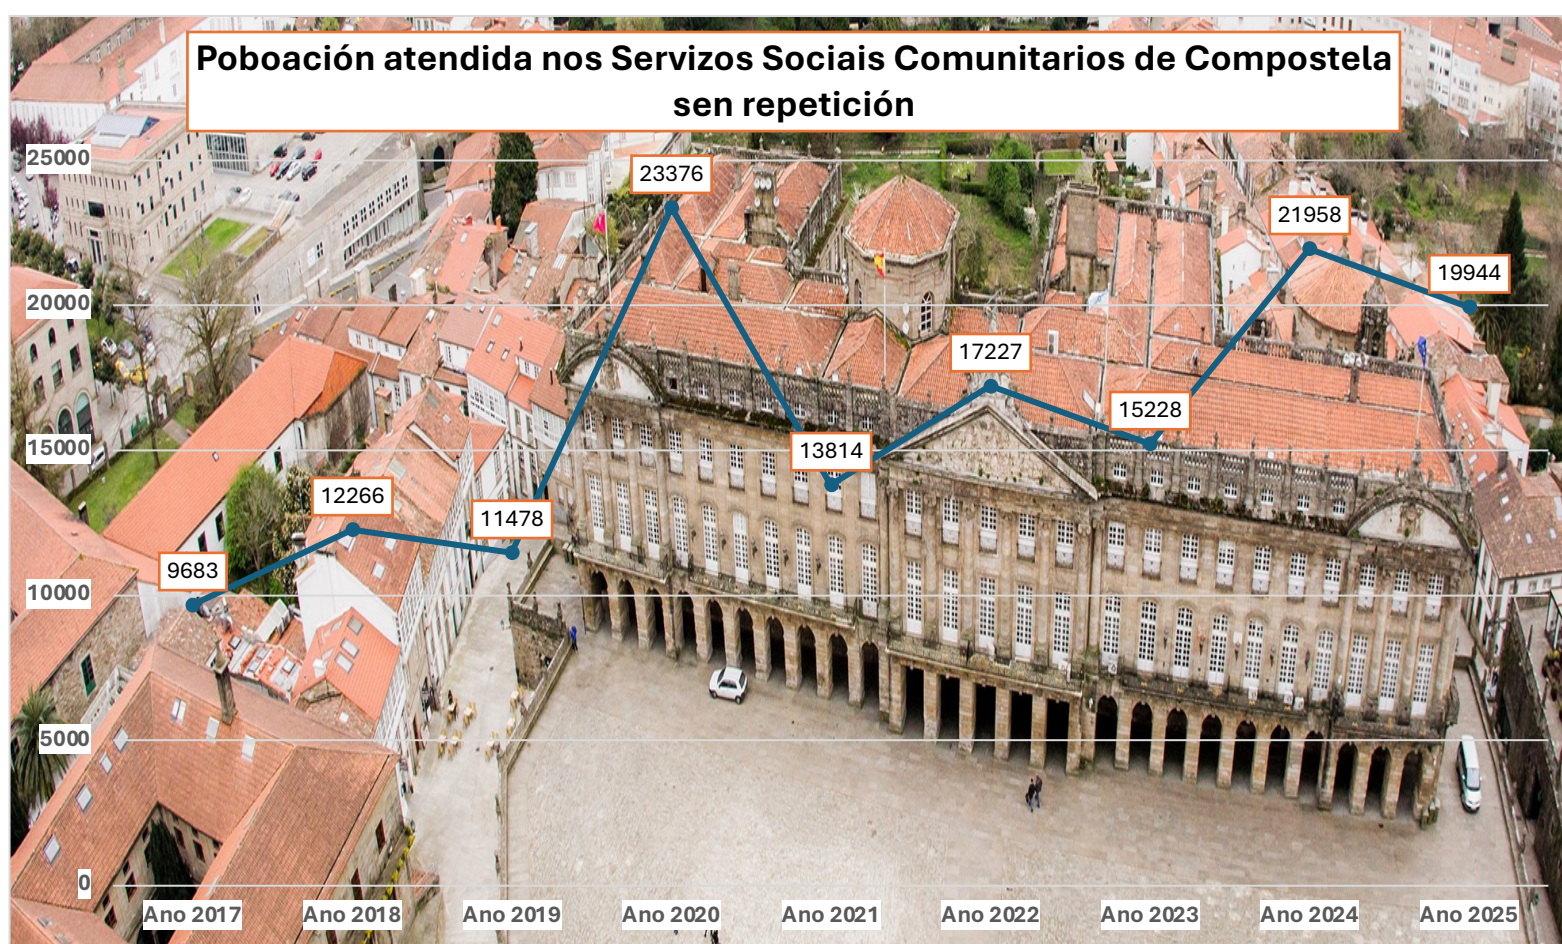 Poboación atendida nos Servizos Sociais Comunitarios de Compostela
sen repetición
25000
20000
15000
10000
5000
0
9683
12266
11478
23376
13814
17227
15228
21958
19944
Ano 2017
Ano 2018
Ano 2019
Ano 2020
Ano 2021
Ano 2022
Ano 2023
Ano 2024
Ano 2025